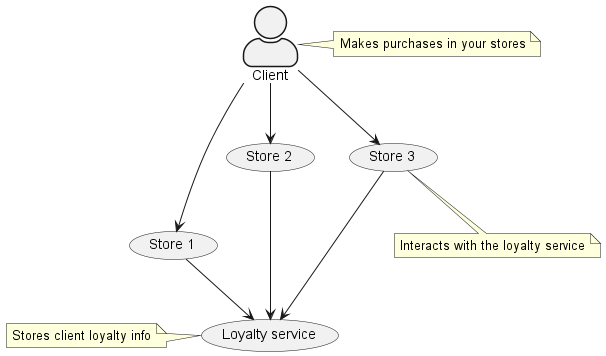 Makes purchases in your stores
Client
Store 2
Store 3
Store 1
Interacts with the loyalty service
Stores client loyalty info
Loyalty service